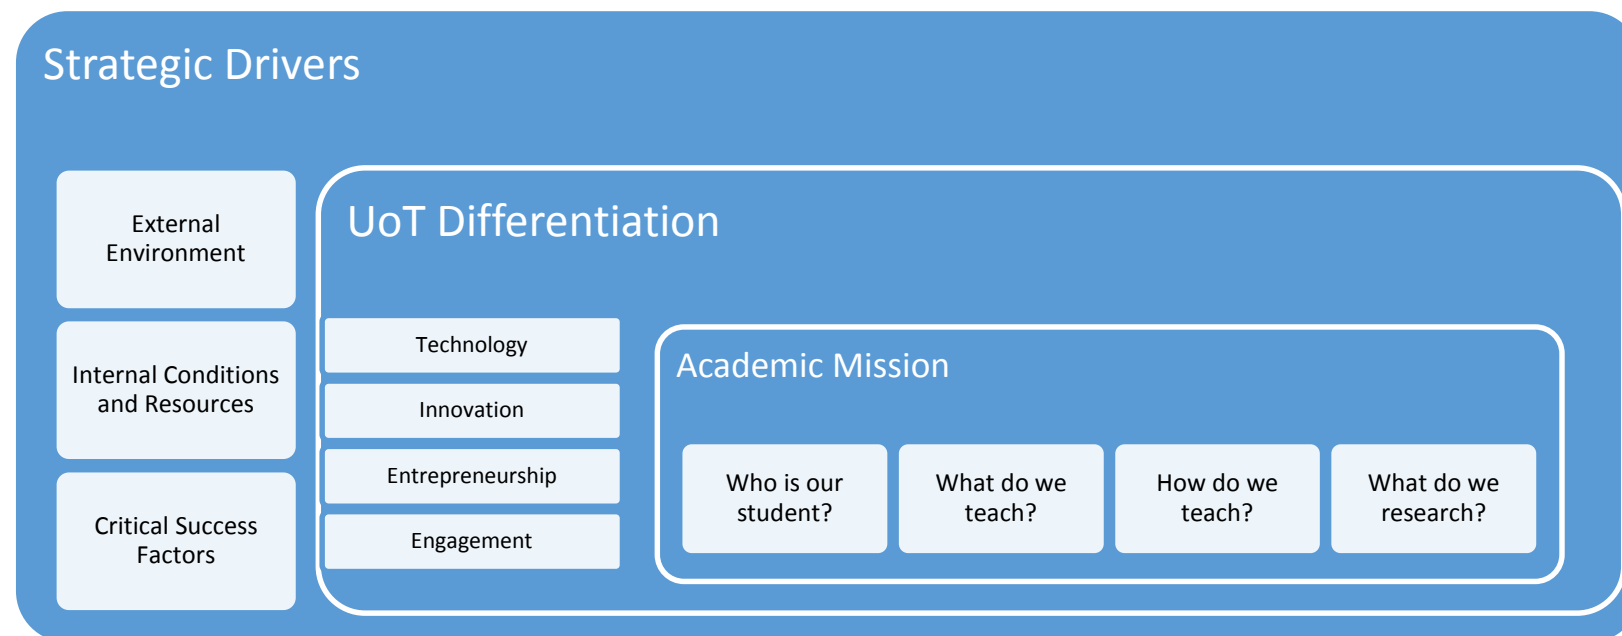 Strategic Drivers
External
Environment
Internal Conditions
and Resources
Critical Success
Factors
UoT Differentiation
Technology
Innovation
Entrepreneurship
Engagement
Academic Mission
Who is our
student?
What do we
teach?
How do we
teach?
What do we
research?